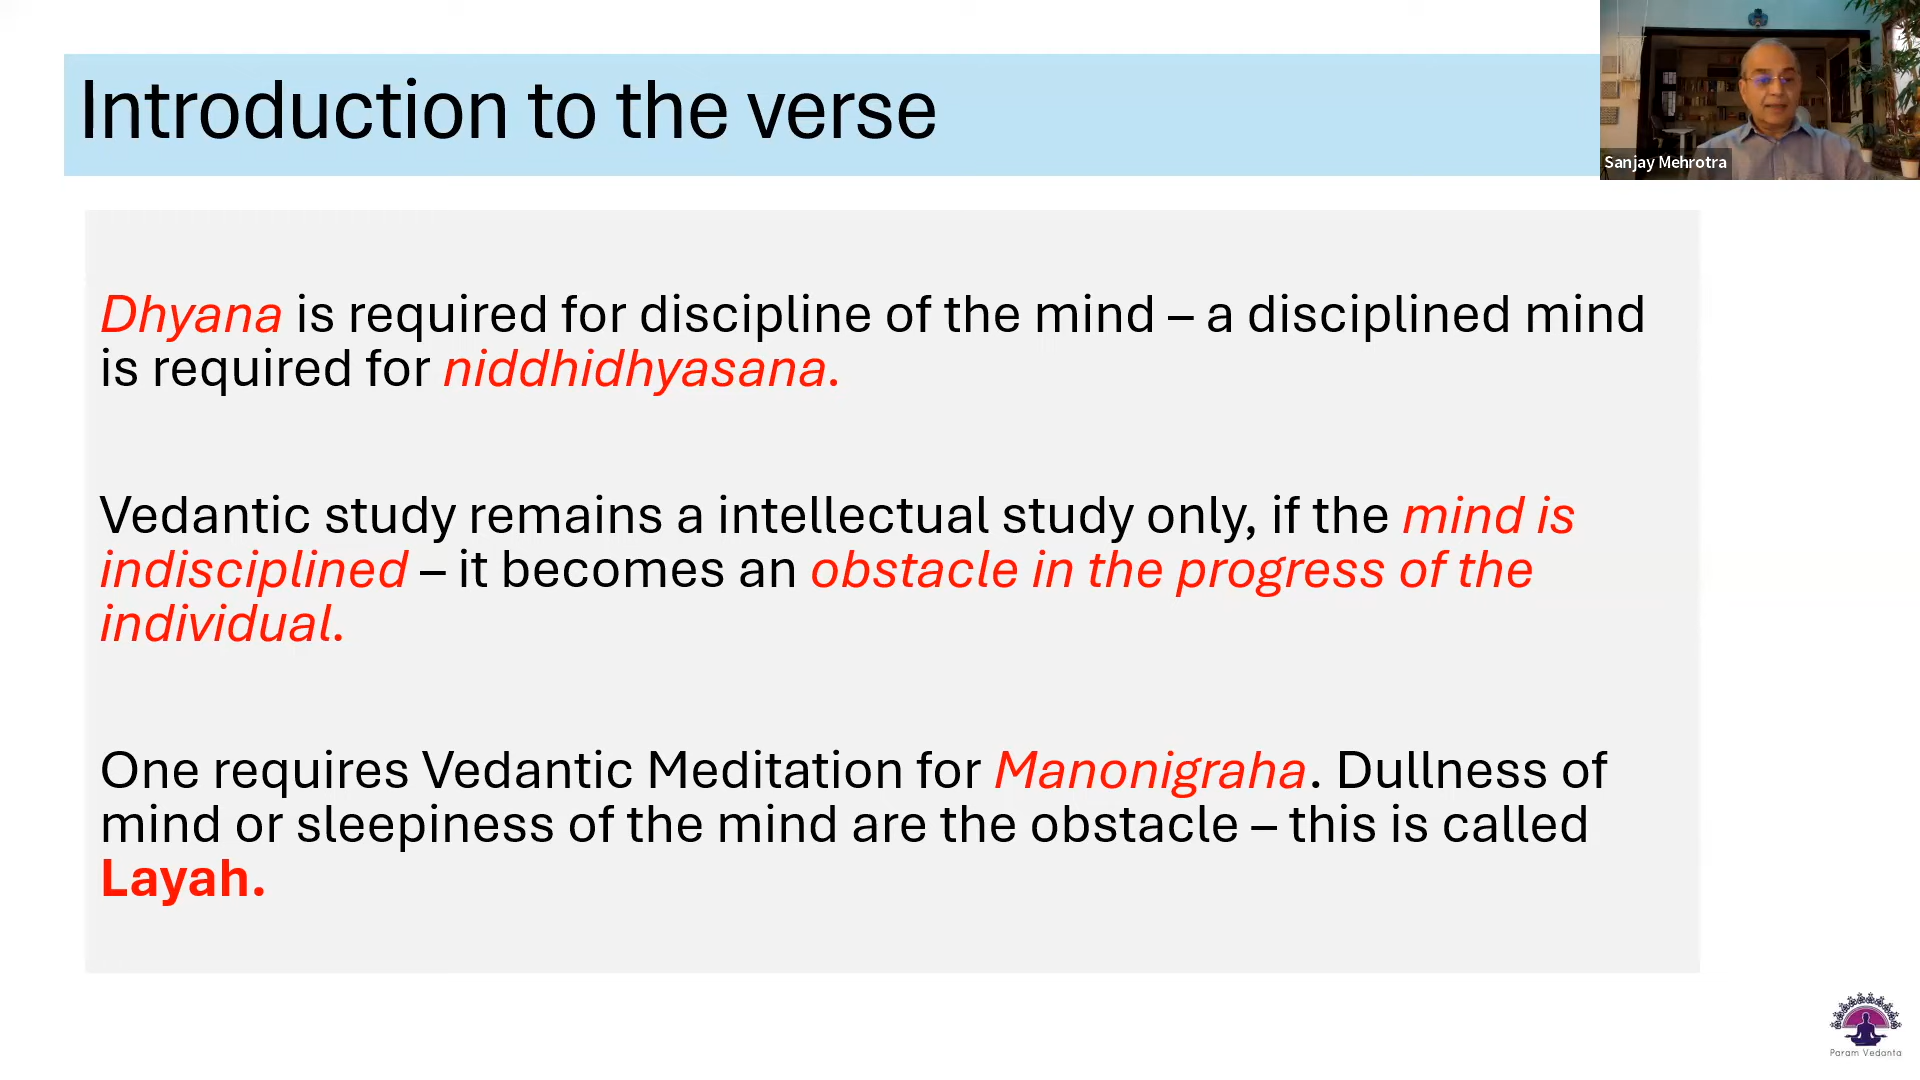 Introduction to the verse
Sanjay Mehrotra
Dhyana is required for discipline of the mind – a disciplined mind
is required for niddhidhyasana.
Vedantic study remains a intellectual study only, if the mind is
indisciplined – it becomes an obstacle in the progress of the
individual.
One requires Vedantic Meditation for Manonigraha. Dullness of
mind or sleepiness of the mind are the obstacle – this is called
Layah.
Param Vedanta